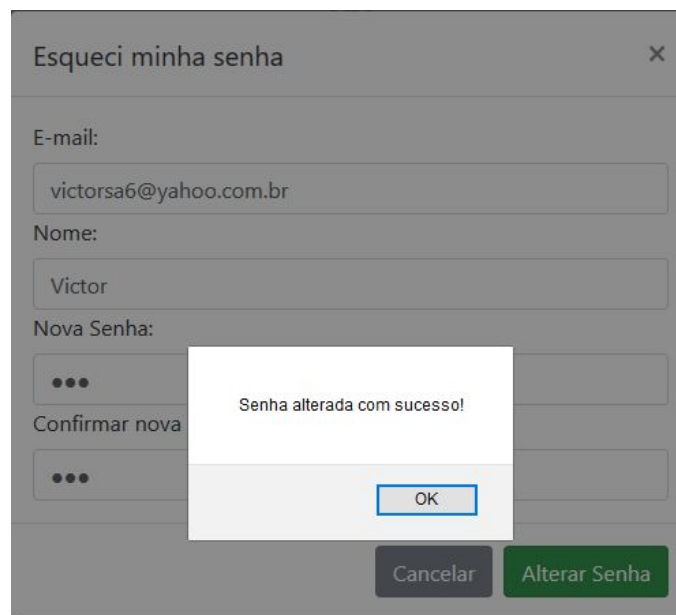 Esqueci minha senha ×
E-mail:
victorsa6@yahoo.com.br
Nome:
Victor
Nova Senha:
●●●
Senha alterada com sucesso!
Confirmar nova
●●●
OK
Cancelar Alterar Senha